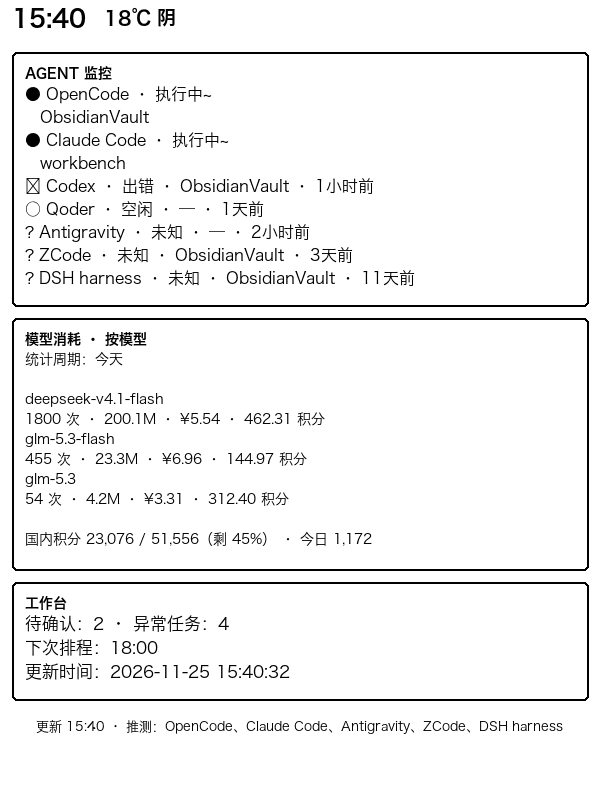 15:40 18℃ 阴
AGENT 监控
● OpenCode · 执行中~
ObsidianVault
● Claude Code · 执行中~
workbench
☒ Codex · 出错 · ObsidianVault · 1小时前
○ Qoder · 空闲 · — · 1天前
? Antigravity · 未知 · — · 2小时前
? ZCode · 未知 · ObsidianVault · 3天前
? DSH harness · 未知 · ObsidianVault · 11天前
模型消耗 · 按模型
统计周期：今天
deepseek-v4.1-flash
1800 次 · 200.1M · ¥5.54 · 462.31 积分
glm-5.3-flash
455 次 · 23.3M · ¥6.96 · 144.97 积分
glm-5.3
54 次 · 4.2M · ¥3.31 · 312.40 积分
国内积分 23,076 / 51,556（剩 45%） · 今日 1,172
工作台
待确认：2 · 异常任务：4
下次排程：18:00
更新时间：2026-11-25 15:40:32
更新 15:40 · 推测：OpenCode、Claude Code、Antigravity、ZCode、DSH harness